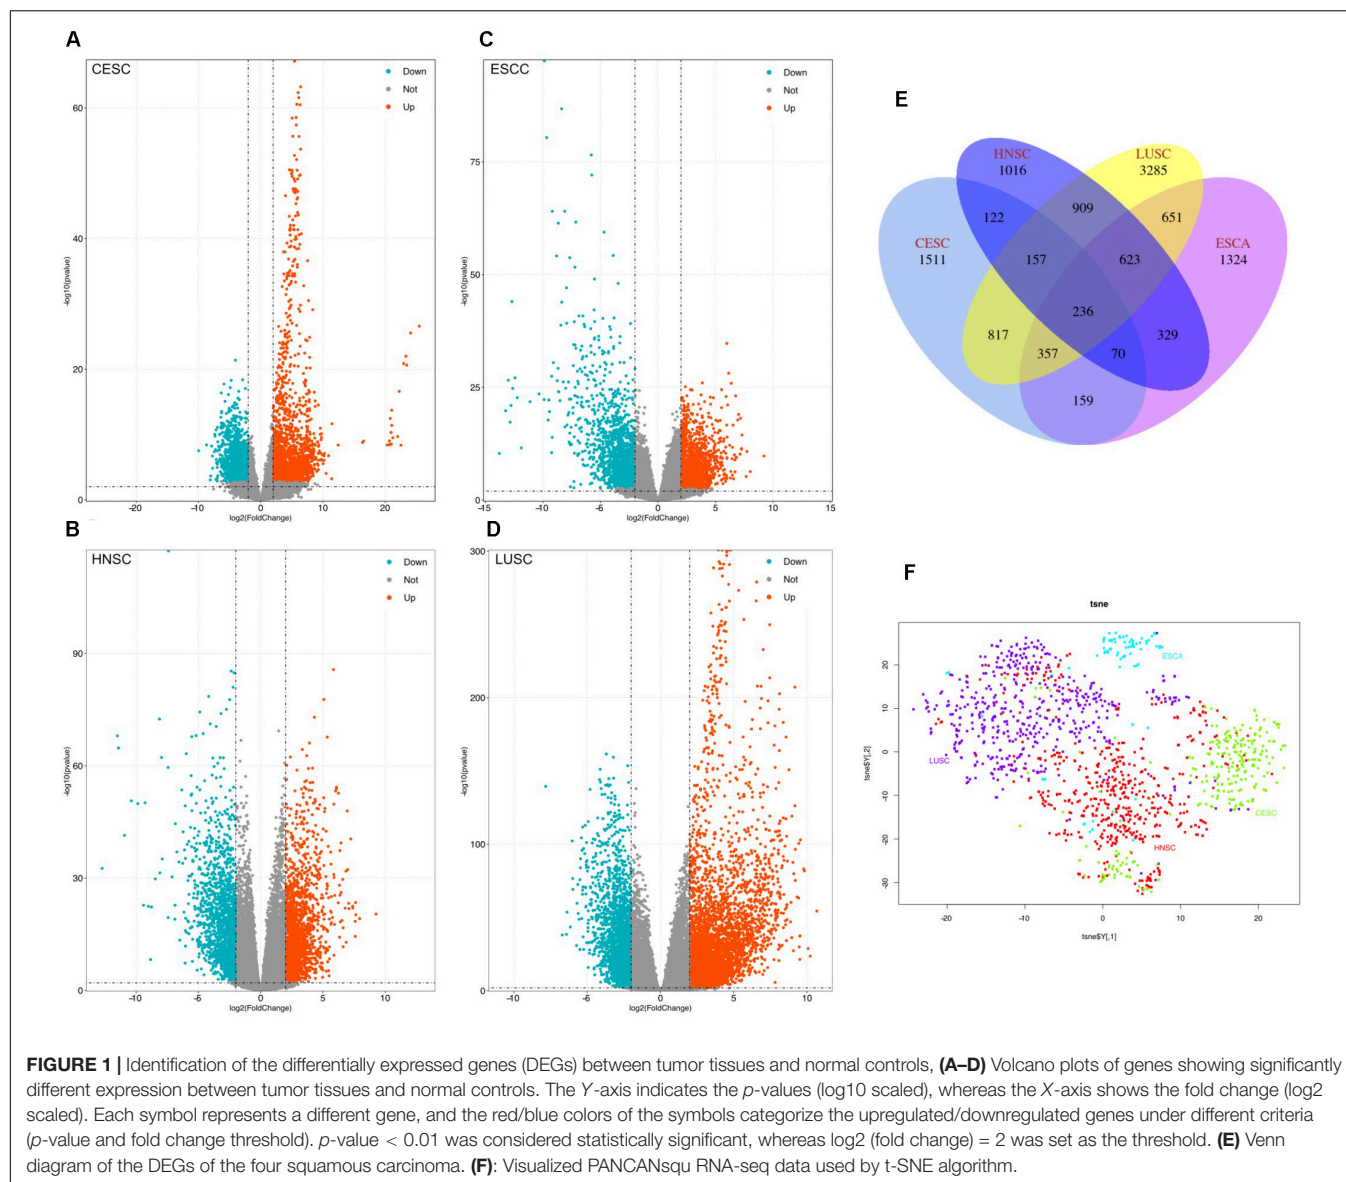 A
CESC
Down
Not
Up
60
40
20
0
-20
-10
0
10
20
-log10(pvalue)
log2(FoldChange)
C
ESCC
Down
Not
Up
75
50
25
0
-15
-10
-5
0
5
10
15
-log10(pvalue)
log2(FoldChange)
B
HNSC
Down
Not
Up
90
60
30
0
-10
-5
0
5
10
-log10(pvalue)
log2(FoldChange)
D
LUSC
Down
Not
Up
300
200
100
0
-10
-5
0
5
10
-log10(pvalue)
log2(FoldChange)
E
HNSC
1016
LUSC
3285
122
909
651
CESC
1511
ESCA
1324
157
623
236
817
357
70
329
159
F
tsne
ESCA
LUSC
CESC
HNSC
20
10
0
-10
-20
-30
-20
-10
0
10
20
tsne$Y[,2]
tsne$Y[,1]
FIGURE 1 | Identification of the differentially expressed genes (DEGs) between tumor tissues and normal controls, (A–D) Volcano plots of genes showing significantly
different expression between tumor tissues and normal controls. The Y-axis indicates the p-values (log10 scaled), whereas the X-axis shows the fold change (log2
scaled). Each symbol represents a different gene, and the red/blue colors of the symbols categorize the upregulated/downregulated genes under different criteria
(p-value and fold change threshold). p-value < 0.01 was considered statistically significant, whereas log2 (fold change) = 2 was set as the threshold. (E) Venn
diagram of the DEGs of the four squamous carcinoma. (F): Visualized PANCANsqu RNA-seq data used by t-SNE algorithm.